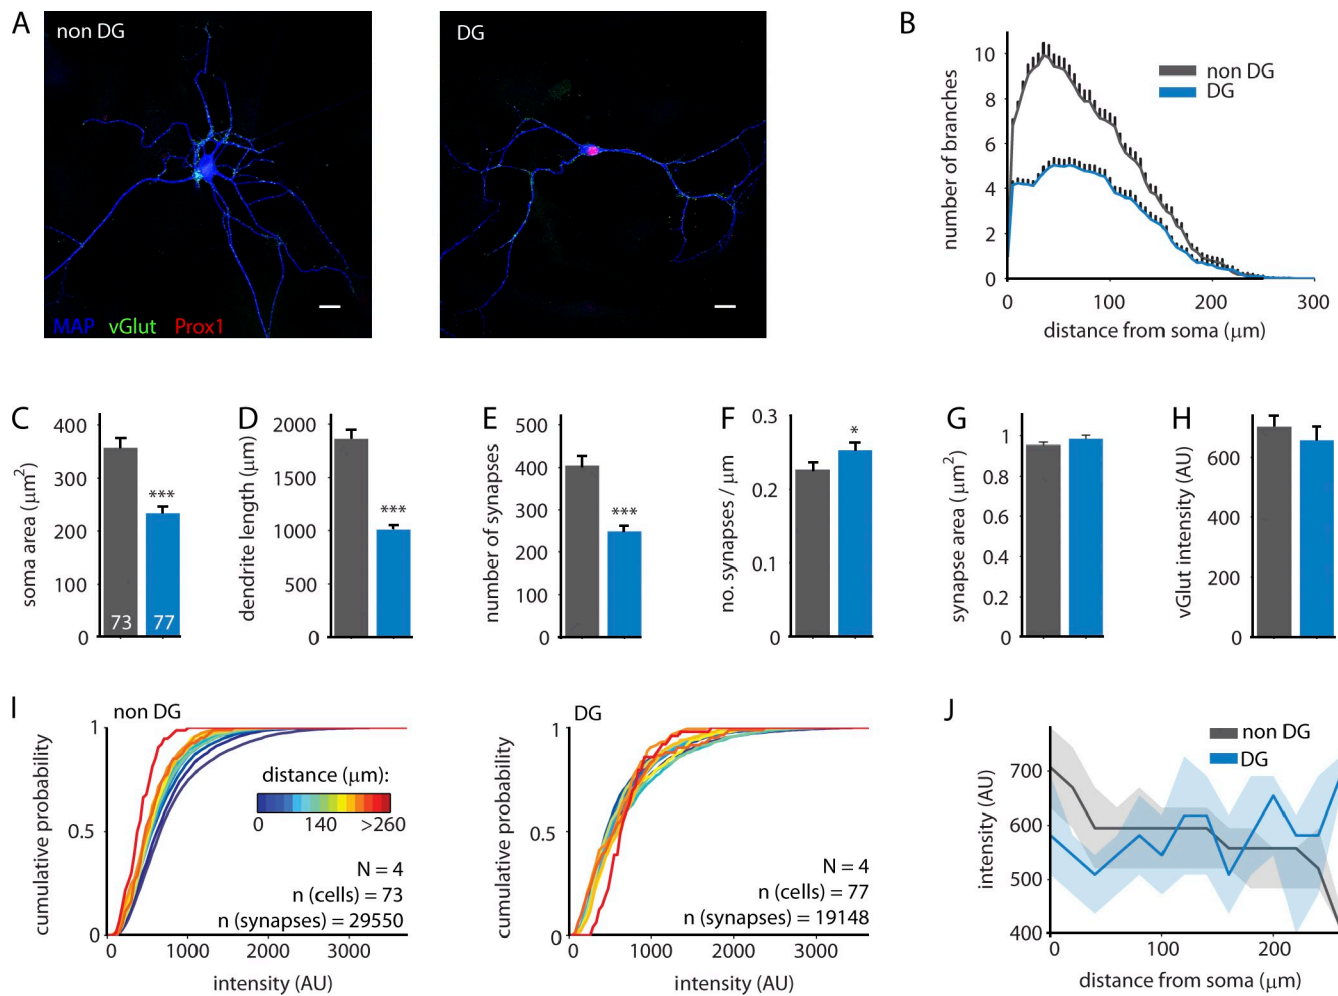 A
non DG
MAP vGlut Prox1
DG
B
number of branches
10
8
6
4
2
0
non DG
DG
0 100 200 300
distance from soma (μm)
C
soma area (μm²)
400
300
200
100
0
***
73 77
D
dendrite length (μm)
2000
1500
1000
500
0
***
E
number of synapses
500
400
300
200
100
0
***
F
no. synapses / μm
0.3
0.2
0.1
0
*
G
synapse area (μm²)
1
0.8
0.6
0.4
0.2
0
H
vGlut intensity (AU)
600
400
200
0
I
non DG
cumulative probability
1
0.5
0
distance (μm):
0 140 >260
N = 4
n (cells) = 73
n (synapses) = 29550
0 1000 2000 3000
intensity (AU)
DG
cumulative probability
1
0.5
0
N = 4
n (cells) = 77
n (synapses) = 19148
0 1000 2000 3000
intensity (AU)
J
intensity (AU)
700
600
500
400
non DG
DG
0 100 200
distance from soma (μm)